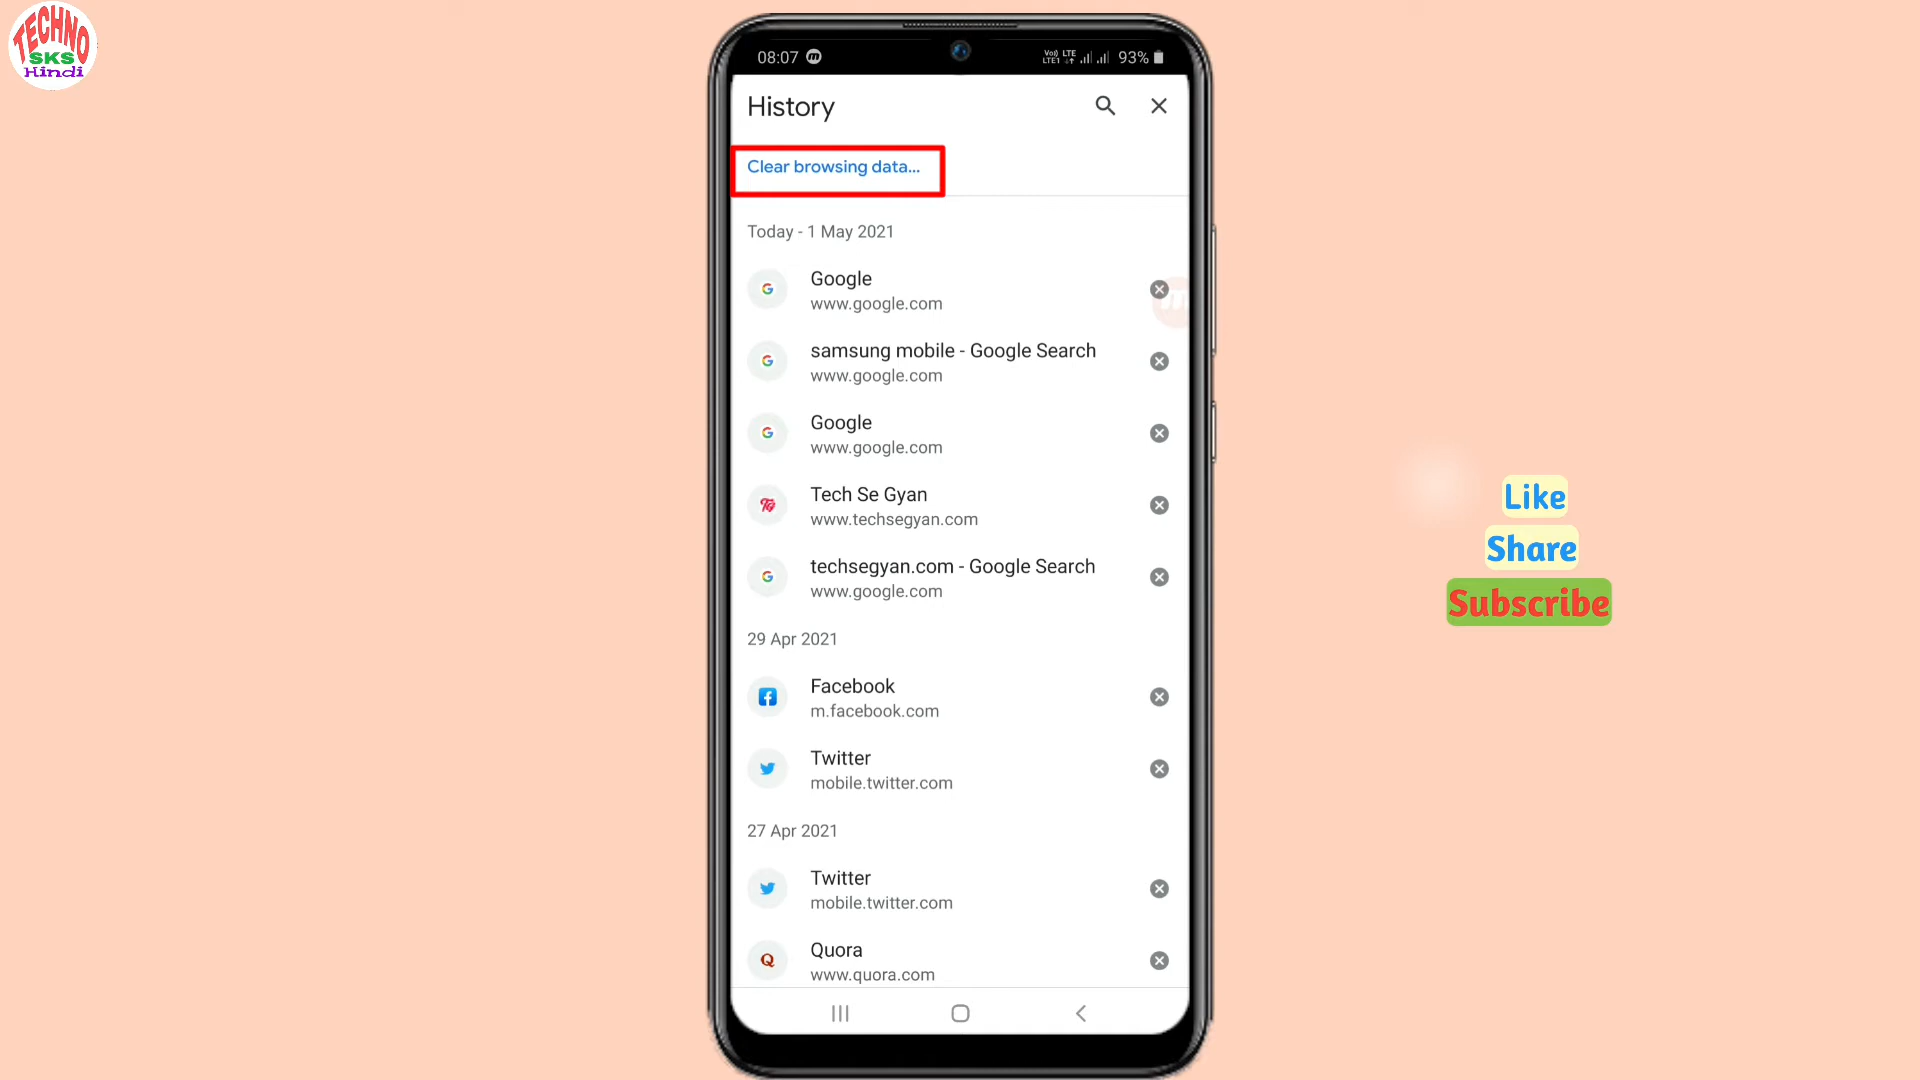 TECHNO
SKS
Hindi
08:07
Vo) LTE
LTE1
93%
History
Clear browsing data...
Today - 1 May 2021
Google
www.google.com
samsung mobile - Google Search
www.google.com
Google
www.google.com
Tech Se Gyan
www.techsegyan.com
techsegyan.com - Google Search
www.google.com
29 Apr 2021
Facebook
m.facebook.com
Twitter
mobile.twitter.com
27 Apr 2021
Twitter
mobile.twitter.com
Quora
www.quora.com
Like
Share
Subscribe